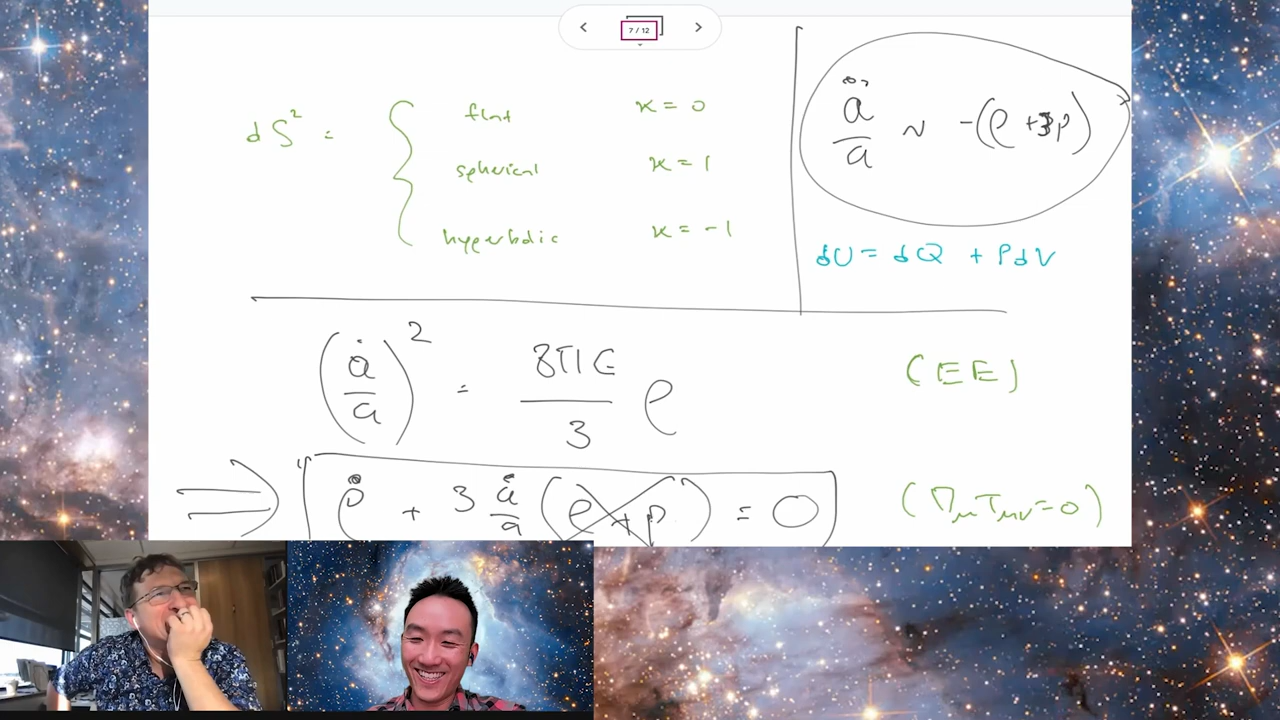 7 / 12
dS² = { flat κ = 0
spherical κ = 1
hyperbolic κ = -1
ä/a ~ -(ρ + 3p)
dU = dQ + PdV
(ȧ/a)² = 8πG/3 ρ (EE)
⇒ ρ̇ + 3 ȧ/a (ρ + p) = 0 (∇μTμν=0)